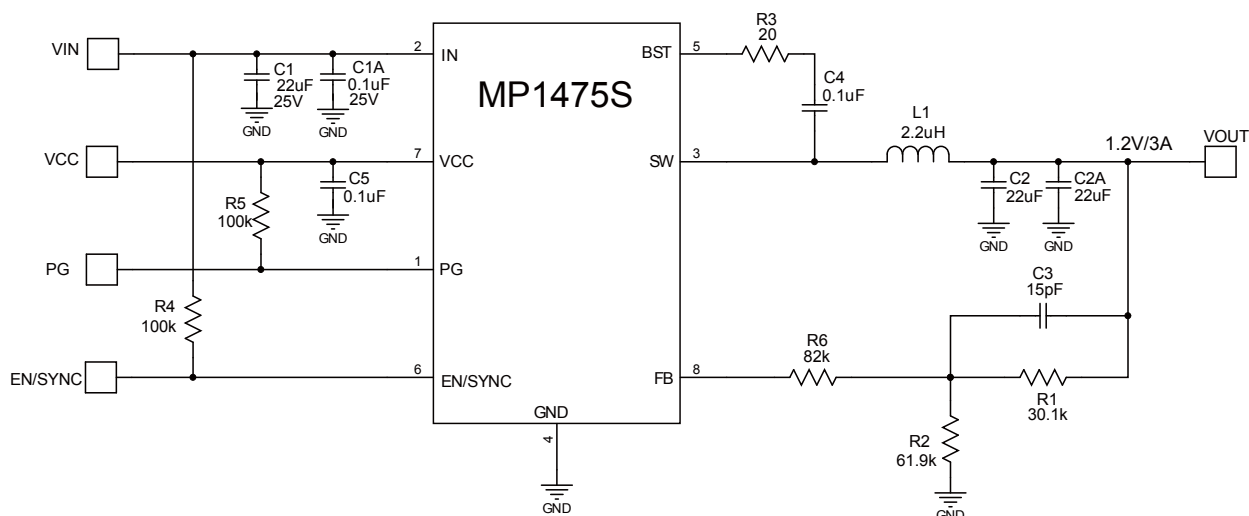 VIN
2
IN
C1
22uF
25V
GND
C1A
0.1uF
25V
GND
VCC
7
VCC
C5
0.1uF
GND
R5
100k
PG
1
PG
R4
100k
EN/SYNC
6
EN/SYNC
MP1475S
GND
4
GND
BST
5
R3
20
C4
0.1uF
SW
3
L1
2.2uH
1.2V/3A
VOUT
C2
22uF
GND
C2A
22uF
GND
C3
15pF
FB
8
R6
82k
R1
30.1k
R2
61.9k
GND